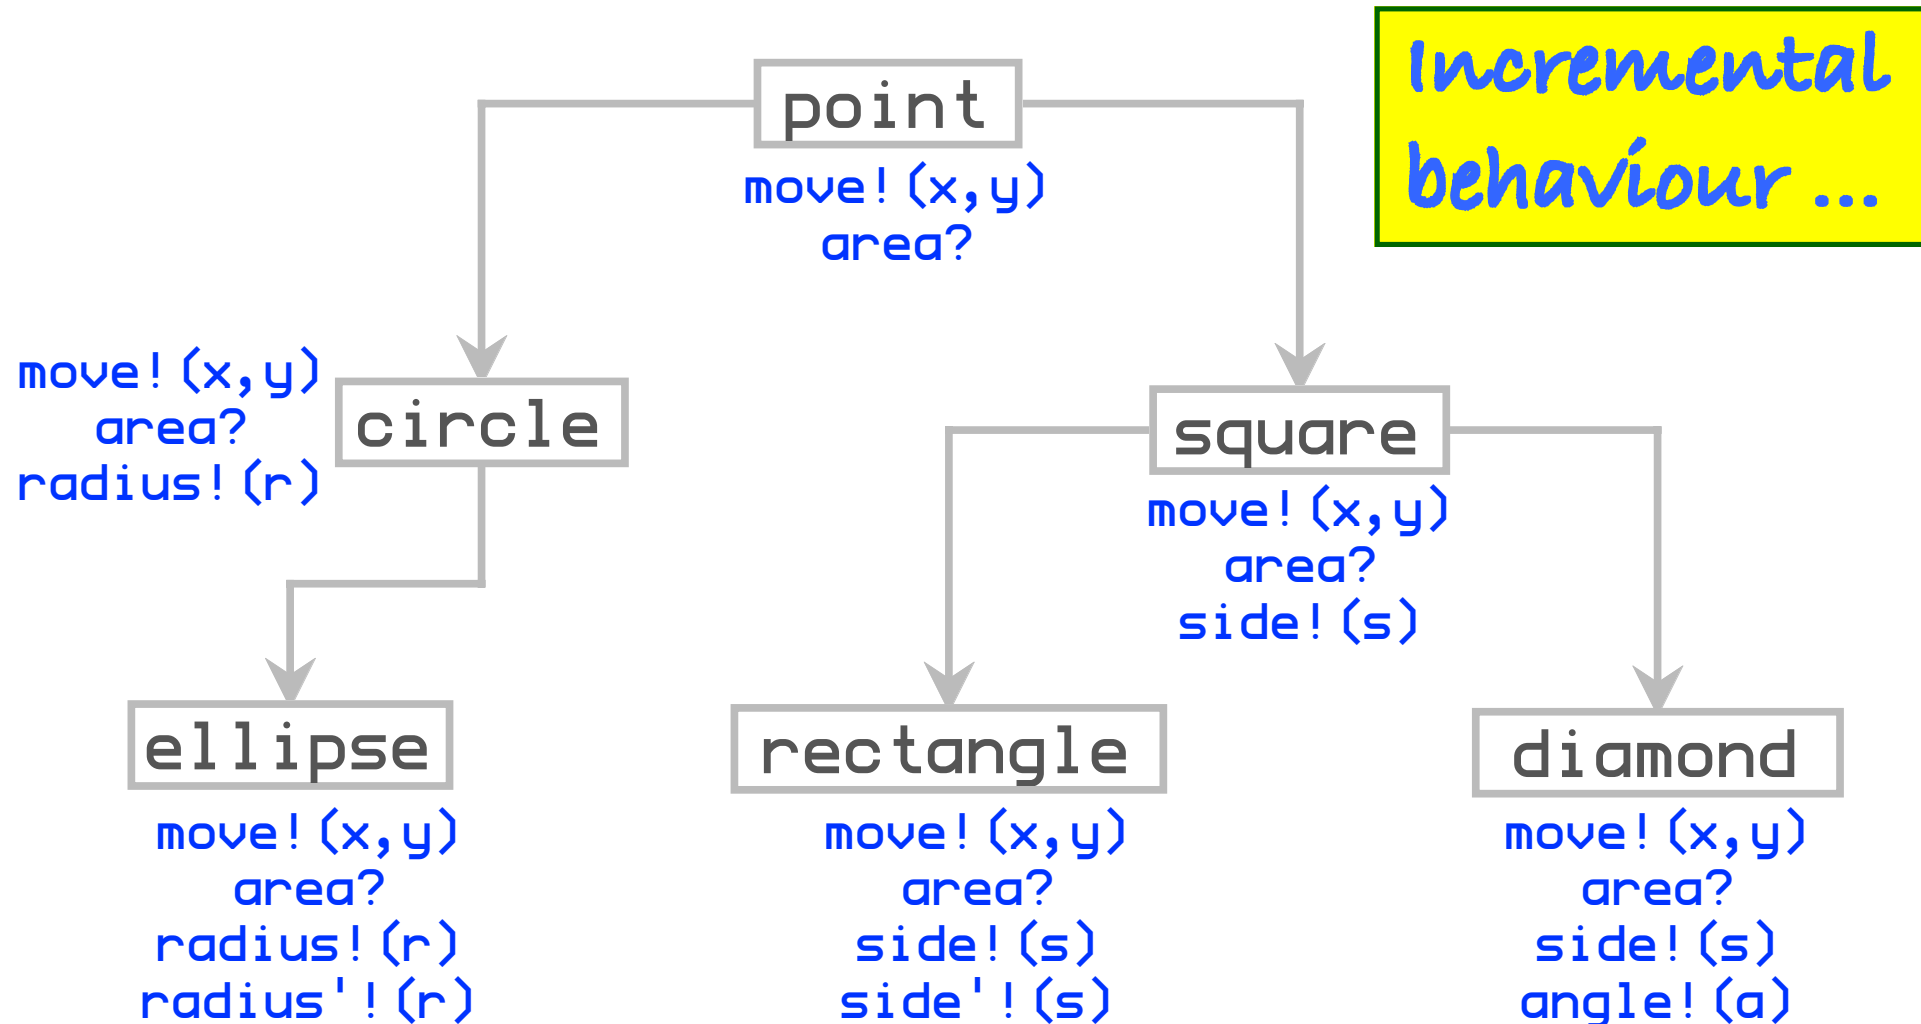 Incremental
behaviour ...
point
move!(x,y)
area?
move!(x,y)
area?
radius!(r)
circle
square
move!(x,y)
area?
side!(s)
ellipse
move!(x,y)
area?
radius!(r)
radius'!(r)
rectangle
move!(x,y)
area?
side!(s)
side'!(s)
diamond
move!(x,y)
area?
side!(s)
angle!(a)